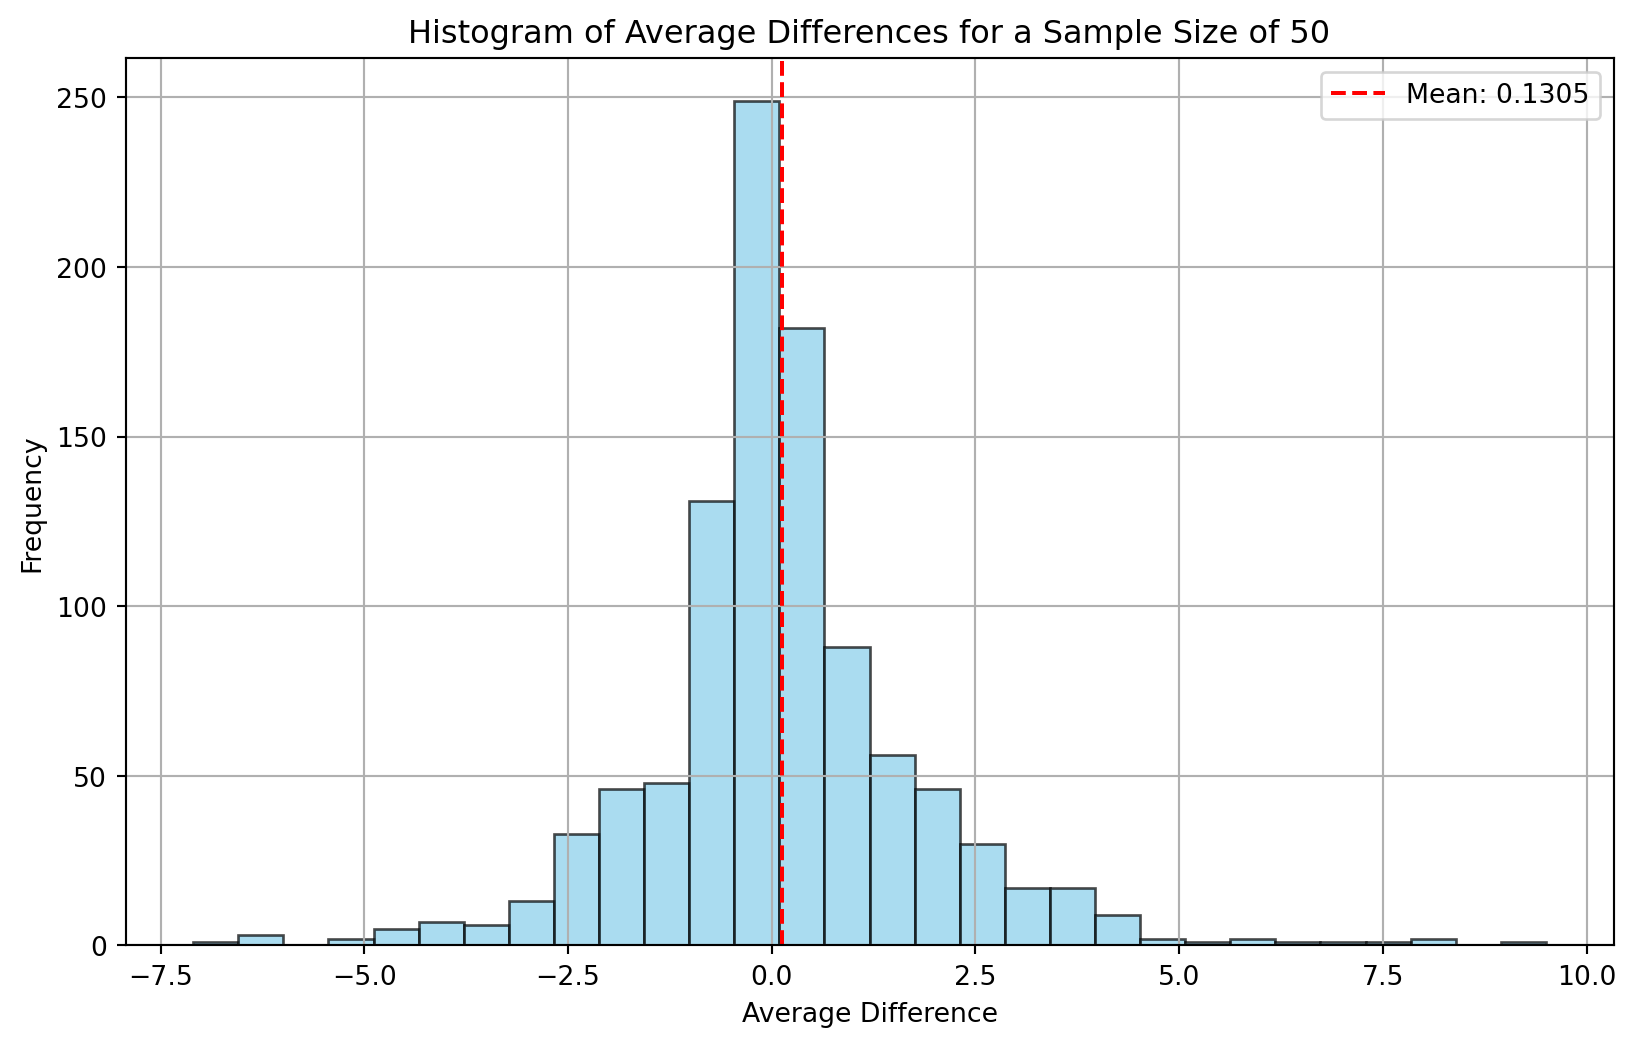 Histogram of Average Differences for a Sample Size of 50
Mean: 0.1305
Frequency
250
200
150
100
50
0
−7.5 −5.0 −2.5 0.0 2.5 5.0 7.5 10.0
Average Difference